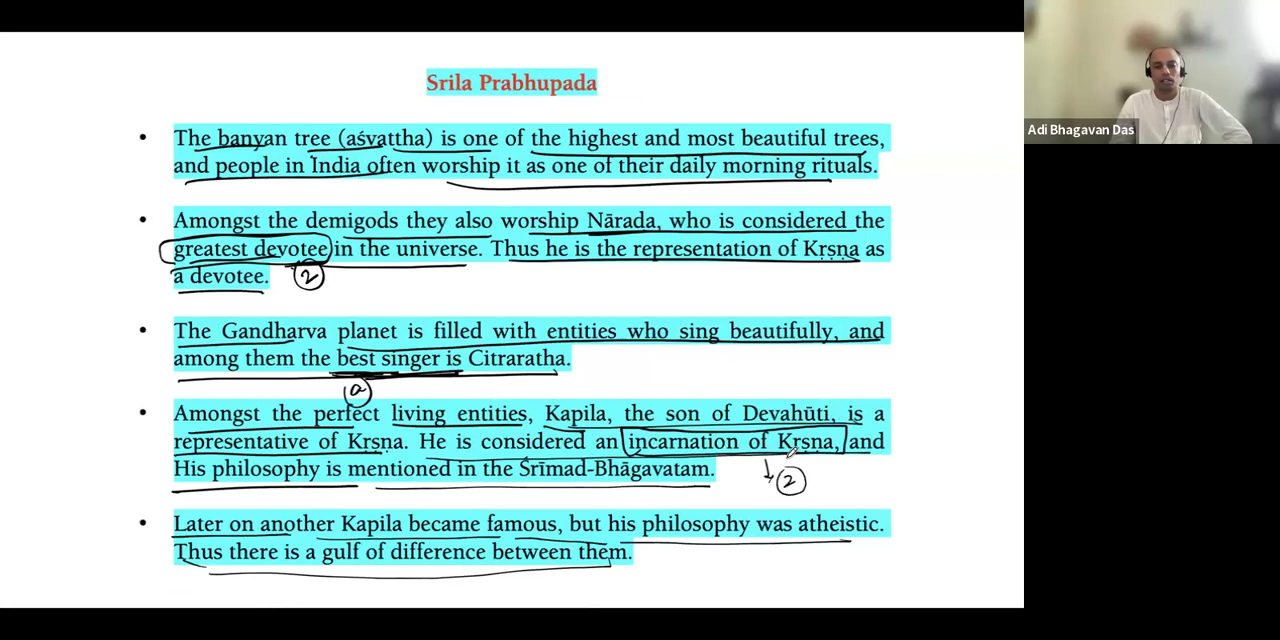 Srila Prabhupada
• The banyan tree (aśvattha) is one of the highest and most beautiful trees,
and people in India often worship it as one of their daily morning rituals.
• Amongst the demigods they also worship Nārada, who is considered the
greatest devotee in the universe. Thus he is the representation of Kṛṣṇa as
a devotee.
2
• The Gandharva planet is filled with entities who sing beautifully, and
among them the best singer is Citraratha.
a
• Amongst the perfect living entities, Kapila, the son of Devahūti, is a
representative of Kṛṣṇa. He is considered an incarnation of Kṛṣṇa, and
His philosophy is mentioned in the Śrīmad-Bhāgavatam.
2
• Later on another Kapila became famous, but his philosophy was atheistic.
Thus there is a gulf of difference between them.
Adi Bhagavan Das